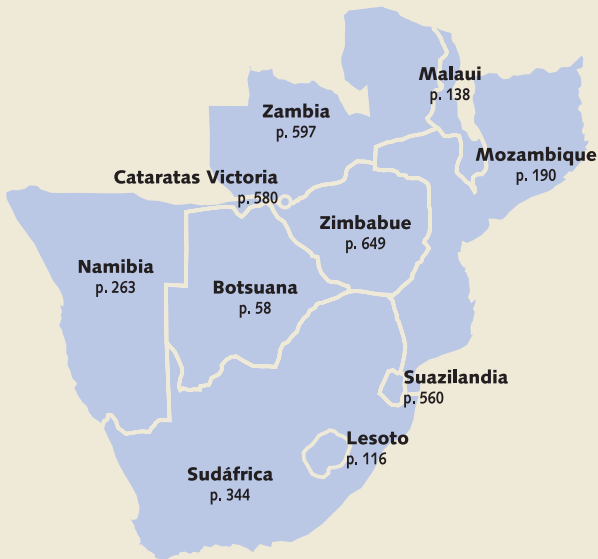 Malaui
p. 138
Zambia
p. 597
Mozambique
p. 190
Cataratas Victoria
p. 580
Zimbabue
p. 649
Namibia
p. 263
Botsuana
p. 58
Suazilandia
p. 560
Lesoto
p. 116
Sudáfrica
p. 344